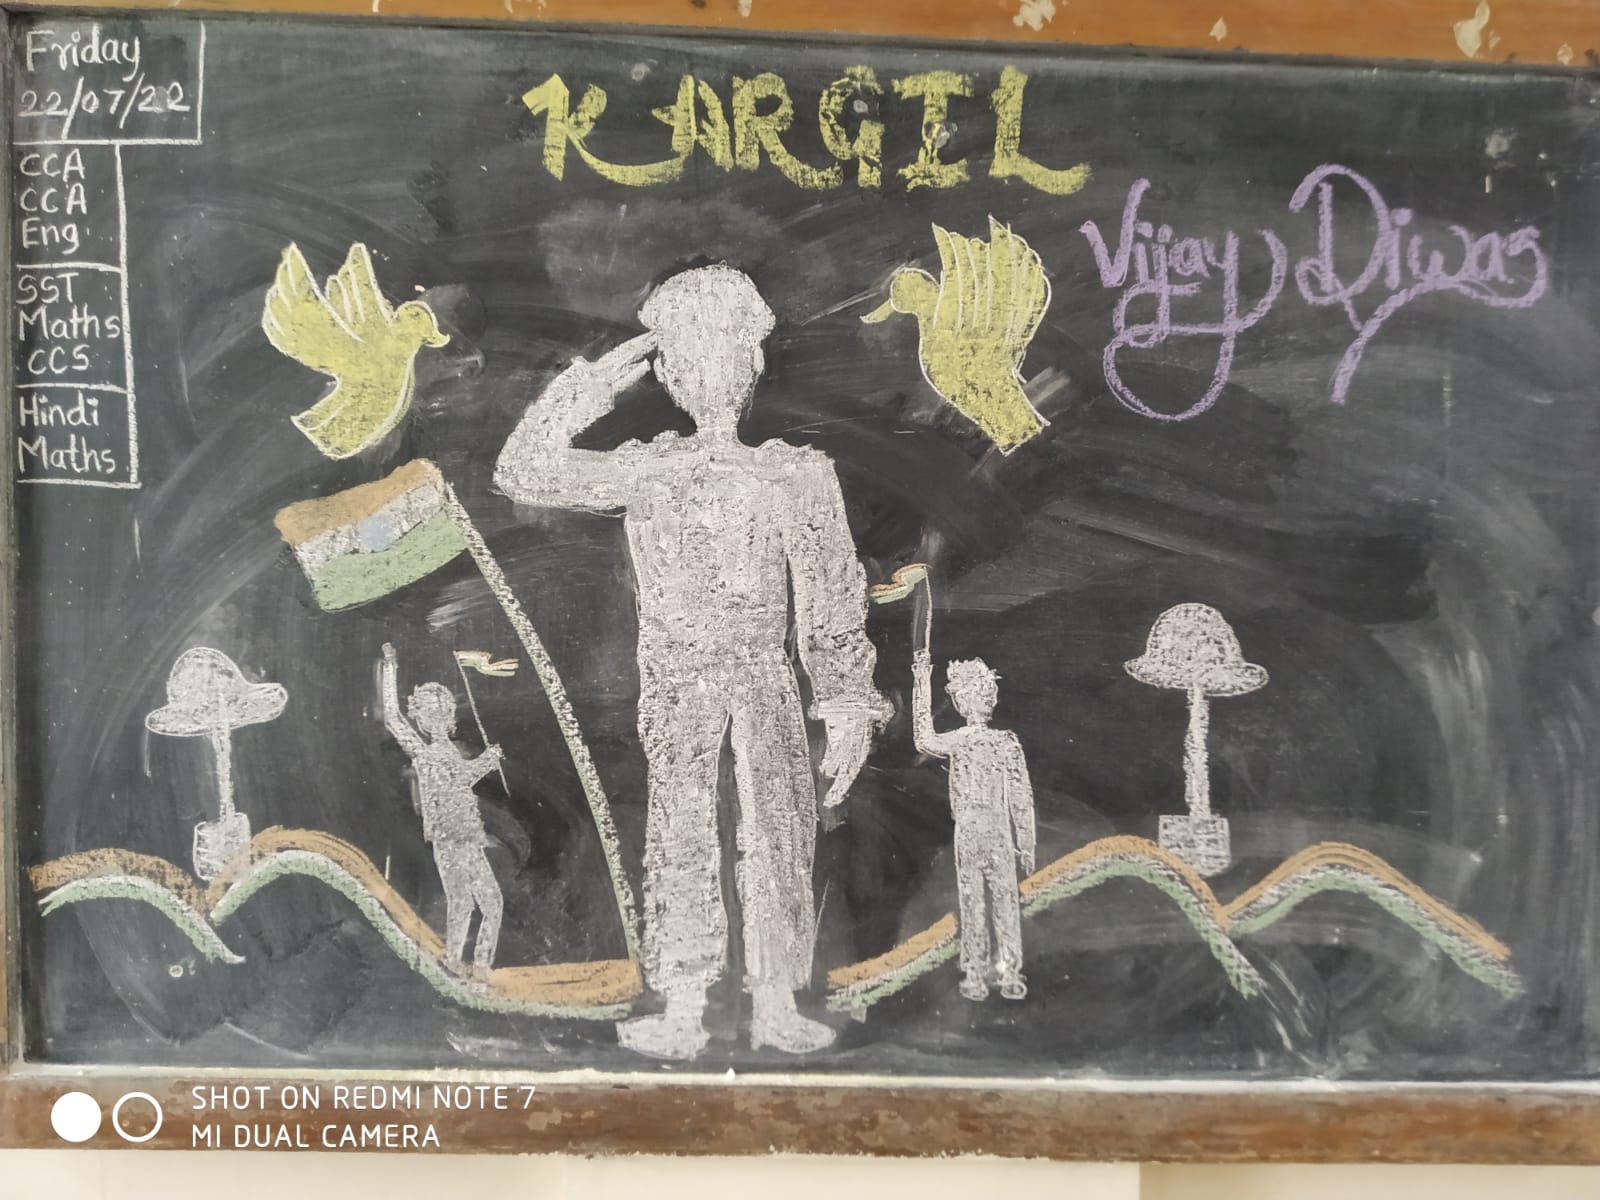 Friday
22/07/22
CCA
CCA
Eng
SST
Maths
CCS
Hindi
Maths
KARGIL
Vijay Diwas
SHOT ON REDMI NOTE 7
MI DUAL CAMERA